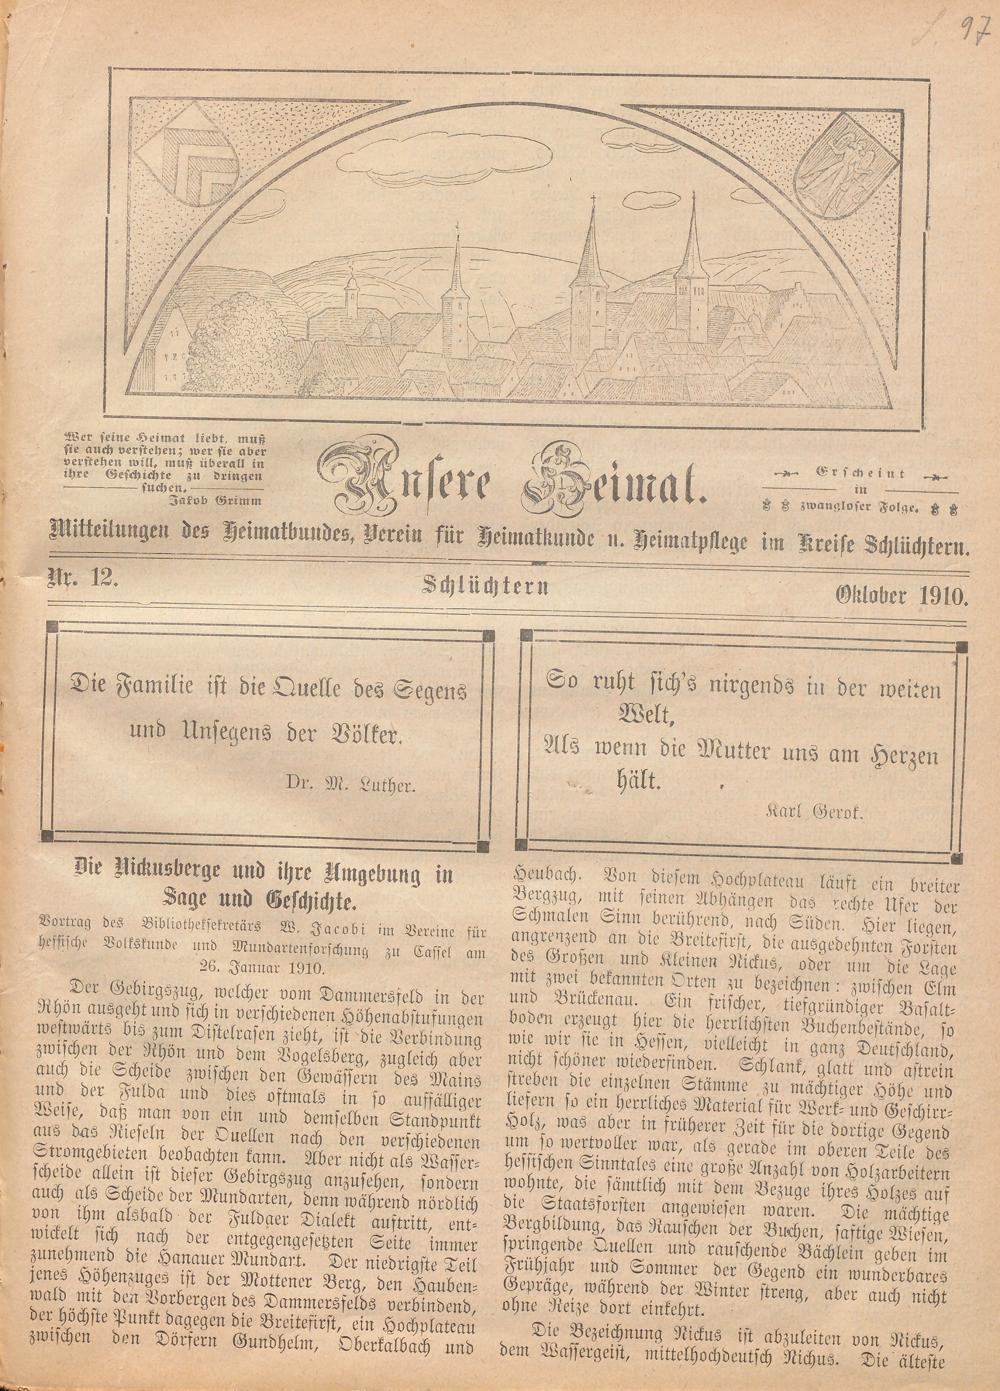 97
Wer seine Heimat liebt, muß
sie auch verstehen; wer sie aber
verstehen will, muß überall in
ihre Geschichte zu dringen
suchen.
Jakob Grimm
Unsere Heimat.
Erscheint
in
zwangloser Folge.
Mitteilungen des Heimatbundes, Verein für Heimatkunde u. Heimatpflege im Kreise Schlüchtern.
Nr. 12.
Schlüchtern
Oktober 1910.
Die Familie ist die Quelle des Segens
und Unsegens der Völker.
Dr. M. Luther.
So ruht sich's nirgends in der weiten
Welt,
Als wenn die Mutter uns am Herzen
hält.
Karl Gerok.
Die Nickusberge und ihre Umgebung in
Sage und Geschichte.
Vortrag des Bibliotheksekretärs W. Jacobi im Vereine für
hessische Volkskunde und Mundartenforschung zu Cassel am
26. Januar 1910.
Der Gebirgszug, welcher vom Dammersfeld in der
Rhön ausgeht und sich in verschiedenen Höhenabstufungen
westwärts bis zum Distelrasen zieht, ist die Verbindung
zwischen der Rhön und dem Vogelsberg, zugleich aber
auch die Scheide zwischen den Gewässern des Mains
und der Fulda und dies oftmals in so auffälliger
Weise, daß man von ein und demselben Standpunkt
aus das Rieseln der Quellen nach den verschiedenen
Stromgebieten beobachten kann. Aber nicht als Wasser-
scheide allein ist dieser Gebirgszug anzusehen, sondern
auch als Scheide der Mundarten, denn während nördlich
von ihm alsbald der Fuldaer Dialekt auftritt, ent-
wickelt sich nach der entgegengesetzten Seite immer
zunehmend die Hanauer Mundart. Der niedrigste Teil
jenes Höhenzuges ist der Mottener Berg, den Hauben-
wald mit den Vorbergen des Dammersfelds verbindend,
der höchste Punkt dagegen die Breitefirst, ein Hochplateau
zwischen den Dörfern Gundhelm, Oberkalbach und
Heubach. Von diesem Hochplateau läuft ein breiter
Bergzug, mit seinen Abhängen das rechte Ufer der
Schmalen Sinn berührend, nach Süden. Hier liegen,
angrenzend an die Breitefirst, die ausgedehnten Forsten
des Großen und Kleinen Nickus, oder um die Lage
mit zwei bekannten Orten zu bezeichnen: zwischen Elm
und Brückenau. Ein frischer, tiefgründiger Basalt-
boden erzeugt hier die herrlichsten Buchenbestände, so
wie wir sie in Hessen, vielleicht in ganz Deutschland,
nicht schöner wiederfinden. Schlank, glatt und astrein
streben die einzelnen Stämme zu mächtiger Höhe und
liefern so ein herrliches Material für Werk- und Geschirr-
Holz, was aber in früherer Zeit für die dortige Gegend
um so wertvoller war, als gerade im oberen Teile des
hessischen Sinntales eine große Anzahl von Holzarbeitern
wohnte, die sämtlich mit dem Bezuge ihres Holzes auf
die Staatsforsten angewiesen waren. Die mächtige
Bergbildung, das Rauschen der Buchen, saftige Wiesen,
springende Quellen und rauschende Bächlein geben im
Frühjahr und Sommer der Gegend ein wunderbares
Gepräge, während der Winter streng, aber auch nicht
ohne Reize dort einkehrt.
Die Bezeichnung Nickus ist abzuleiten von Nickus,
dem Wassergeist, mittelhochdeutsch Nichus. Die älteste